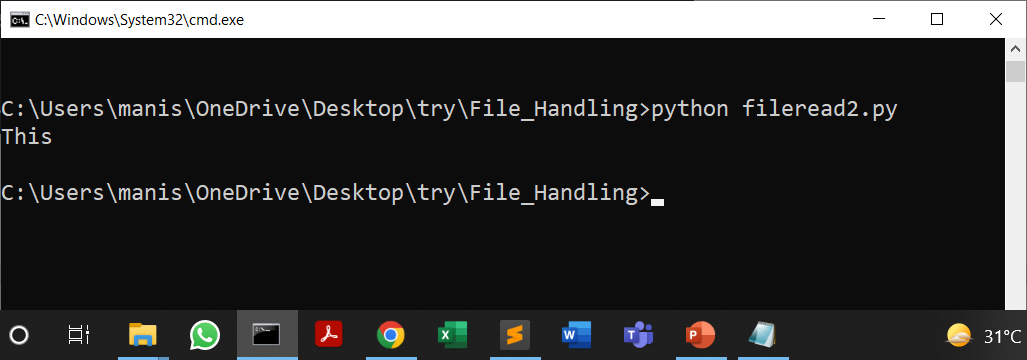 C:\Windows\System32\cmd.exe
C:\Users\manis\OneDrive\Desktop\try\File_Handling>python fileread2.py
This
C:\Users\manis\OneDrive\Desktop\try\File_Handling>
31°C